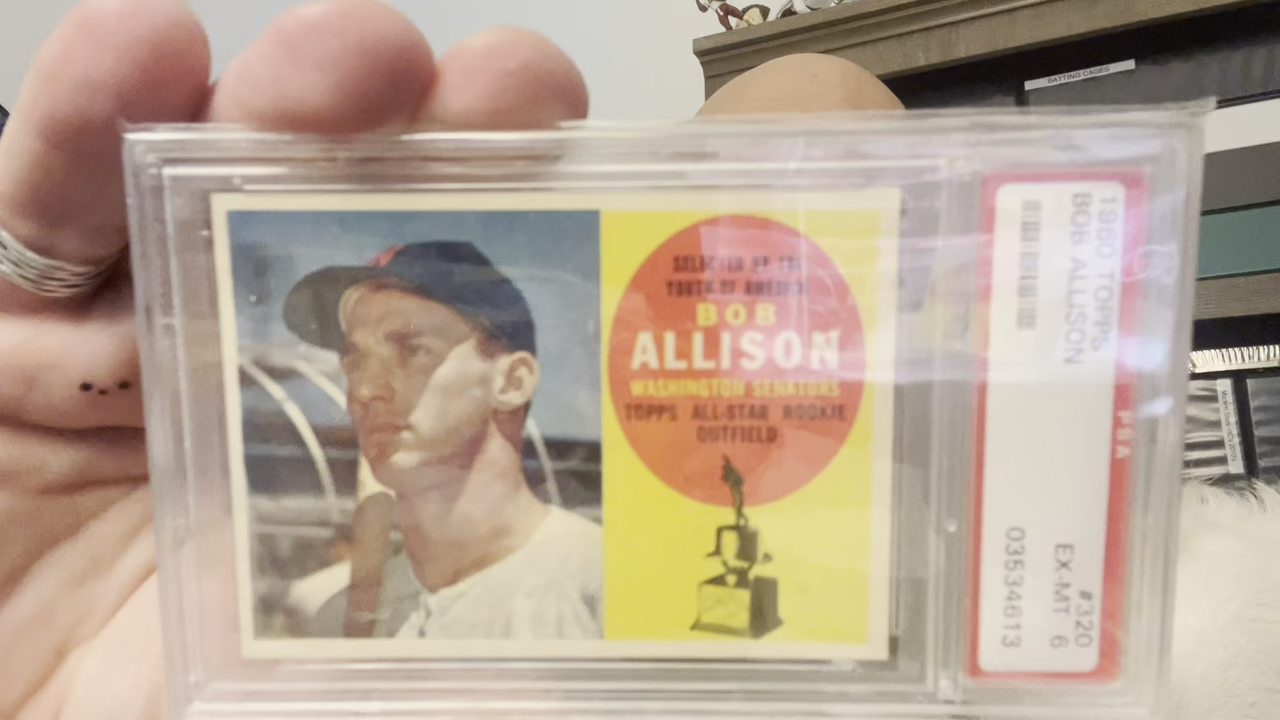 SELECTED BY THE
YOUTH OF AMERICA
BOB
ALLISON
WASHINGTON SENATORS
TOPPS ALL-STAR ROOKIE
OUTFIELD
1960 TOPPS #320
BOB ALLISON EX-MT 6
03534613
PSA
BATTING CAGES